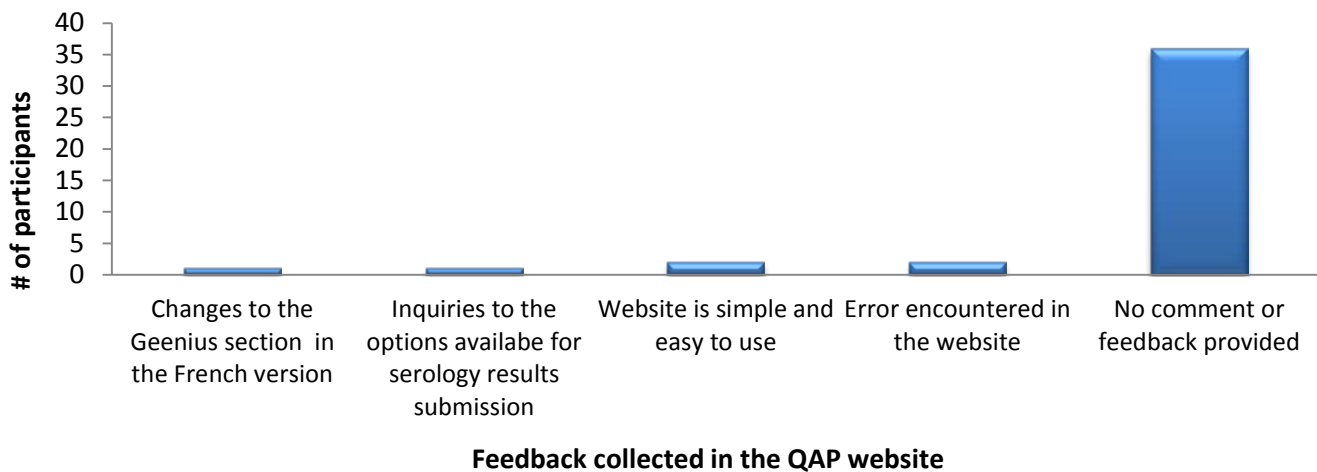 40
35
30
25
20
15
10
5
0
# of participants
Changes to the
Geenius section in
the French version
Inquiries to the
options availabe for
serology results
submission
Website is simple and
easy to use
Error encountered in
the website
No comment or
feedback provided
Feedback collected in the QAP website